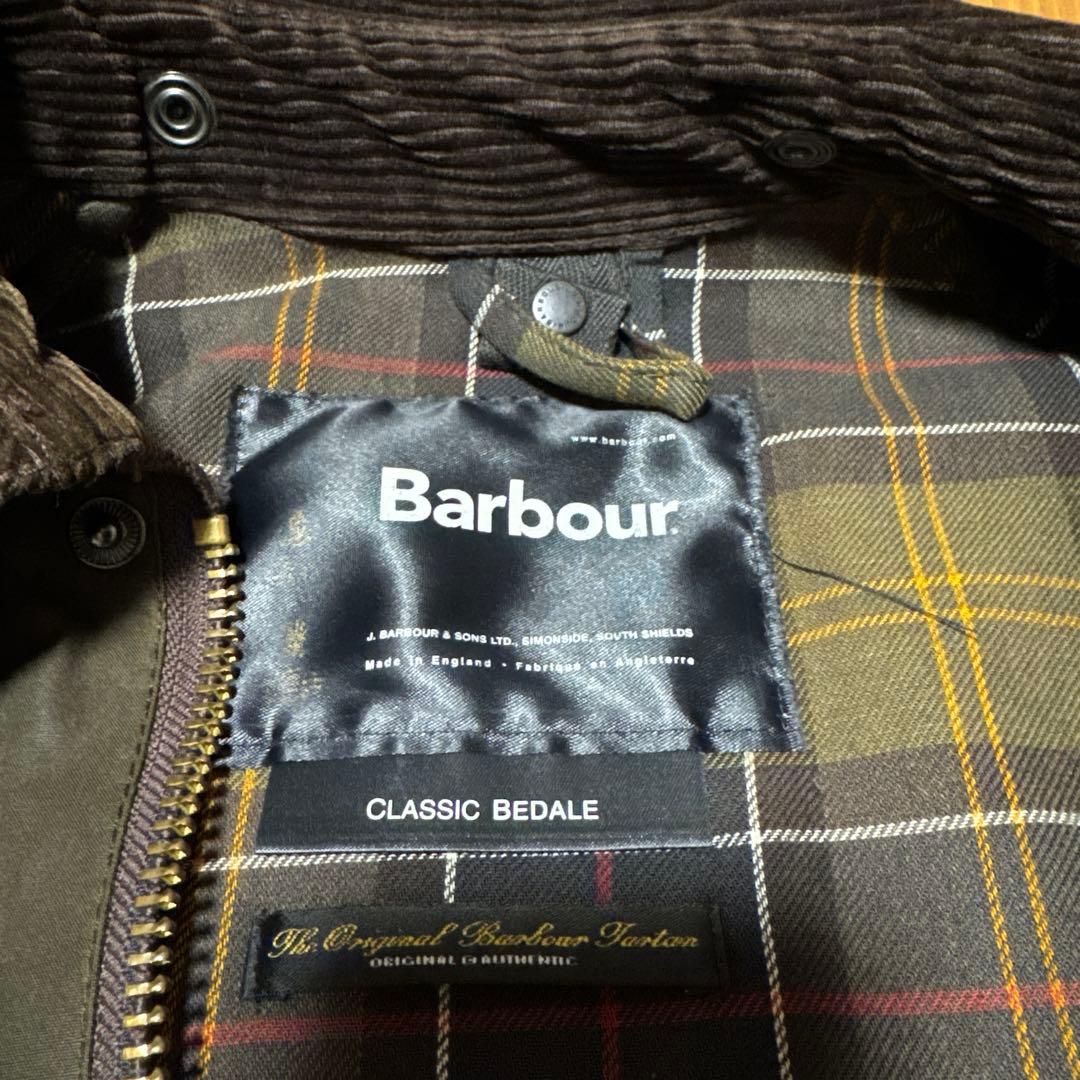 www.barbour.com
Barbour
J. BARBOUR & SONS LTD., SIMONSIDE, SOUTH SHIELDS
Made in England · Fabriqué en Angleterre
CLASSIC BEDALE
The Original Barbour Tartan
ORIGINAL & AUTHENTIC